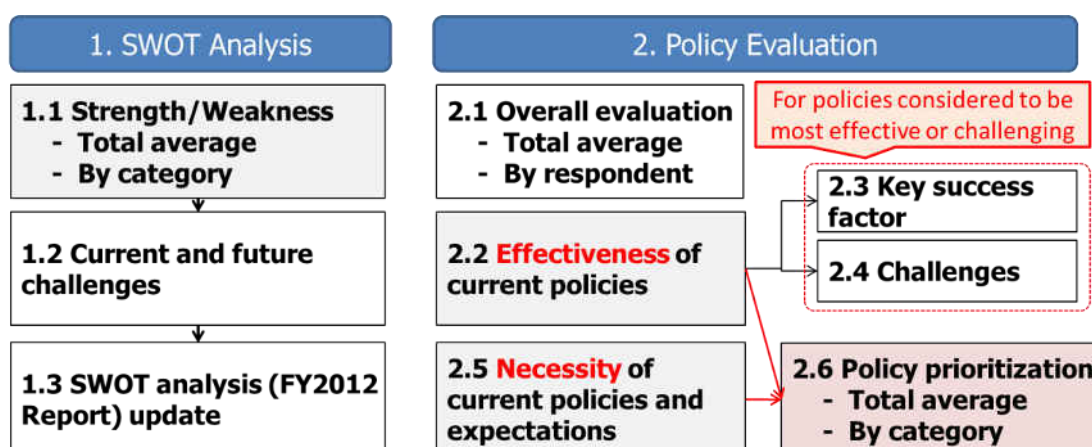 1. SWOT Analysis
1.1 Strength/Weakness
- Total average
- By category
1.2 Current and future
challenges
1.3 SWOT analysis (FY2012
Report) update
2. Policy Evaluation
2.1 Overall evaluation
- Total average
- By respondent
For policies considered to be
most effective or challenging
2.2 Effectiveness of
current policies
2.3 Key success
factor
2.4 Challenges
2.5 Necessity of
current policies and
expectations
2.6 Policy prioritization
- Total average
- By category